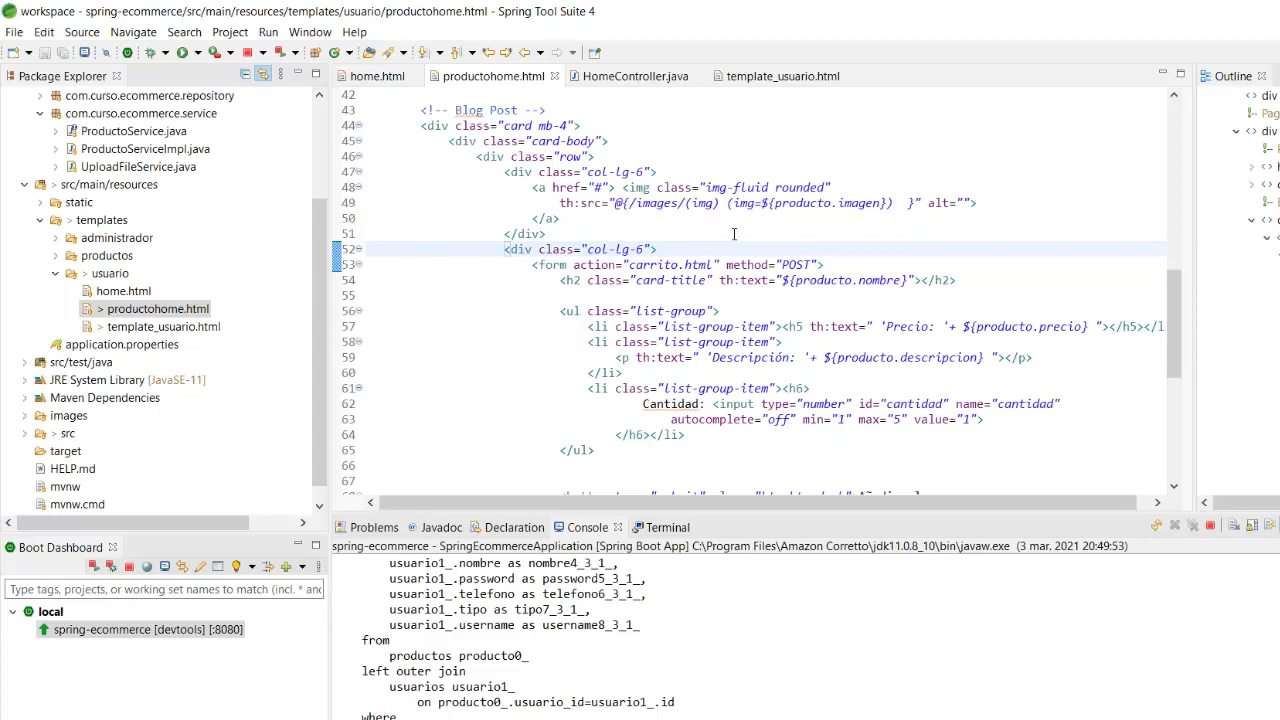 workspace - spring-ecommerce/src/main/resources/templates/usuario/productohome.html - Spring Tool Suite 4
File Edit Source Navigate Search Project Run Window Help
Package Explorer
com.curso.ecommerce.repository
com.curso.ecommerce.service
ProductoService.java
ProductoServiceImpl.java
UploadFileService.java
src/main/resources
static
templates
administrador
productos
usuario
home.html
> productohome.html
> template_usuario.html
application.properties
src/test/java
JRE System Library [JavaSE-11]
Maven Dependencies
images
> src
target
HELP.md
mvnw
mvnw.cmd
home.html productohome.html HomeController.java template_usuario.html
42
43 <!-- Blog Post -->
44 <div class="card mb-4">
45 <div class="card-body">
46 <div class="row">
47 <div class="col-lg-6">
48 <a href="#"> <img class="img-fluid rounded"
49 th:src="@{/images/(img) (img=${producto.imagen}) }" alt="">
50 </a>
51 </div>
52 <div class="col-lg-6">
53 <form action="carrito.html" method="POST">
54 <h2 class="card-title" th:text="${producto.nombre}"></h2>
55
56 <ul class="list-group">
57 <li class="list-group-item"><h5 th:text=" 'Precio: '+ ${producto.precio} "></h5></l
58 <li class="list-group-item">
59 <p th:text=" 'Descripción: '+ ${producto.descripcion} "></p>
60 </li>
61 <li class="list-group-item"><h6>
62 Cantidad: <input type="number" id="cantidad" name="cantidad"
63 autocomplete="off" min="1" max="5" value="1">
64 </h6></li>
65 </ul>
66
67
Outline
div
Pag
div
h
div
Problems Javadoc Declaration Console Terminal
spring-ecommerce - SpringEcommerceApplication [Spring Boot App] C:\Program Files\Amazon Corretto\jdk11.0.8_10\bin\javaw.exe (3 mar. 2021 20:49:53)
usuario1_.nombre as nombre4_3_1_,
usuario1_.password as password5_3_1_,
usuario1_.telefono as telefono6_3_1_,
usuario1_.tipo as tipo7_3_1_,
usuario1_.username as username8_3_1_
from
productos producto0_
left outer join
usuarios usuario1_
on producto0_.usuario_id=usuario1_.id
where
Boot Dashboard
Type tags, projects, or working set names to match (incl. * and
local
spring-ecommerce [devtools] [:8080]